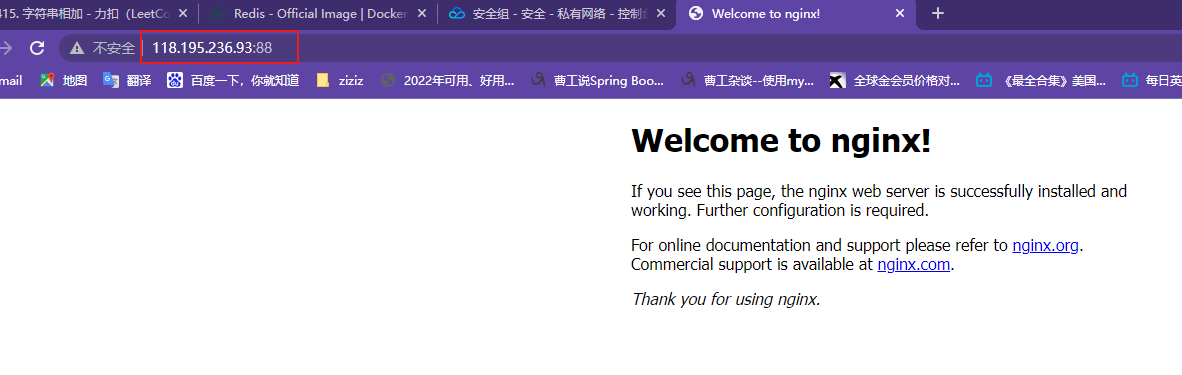 415. 字符串相加 - 力扣（LeetCo
Redis - Official Image | Docker
安全组 - 安全 - 私有网络 - 控制台
Welcome to nginx!
不安全
118.195.236.93:88
mail
地图
翻译
百度一下，你就知道
ziziz
2022年可用、好用...
曹工说Spring Boo...
曹工杂谈--使用my...
全球金会员价格对...
《最全合集》美国...
每日英
Welcome to nginx!
If you see this page, the nginx web server is successfully installed and
working. Further configuration is required.
For online documentation and support please refer to nginx.org.
Commercial support is available at nginx.com.
Thank you for using nginx.